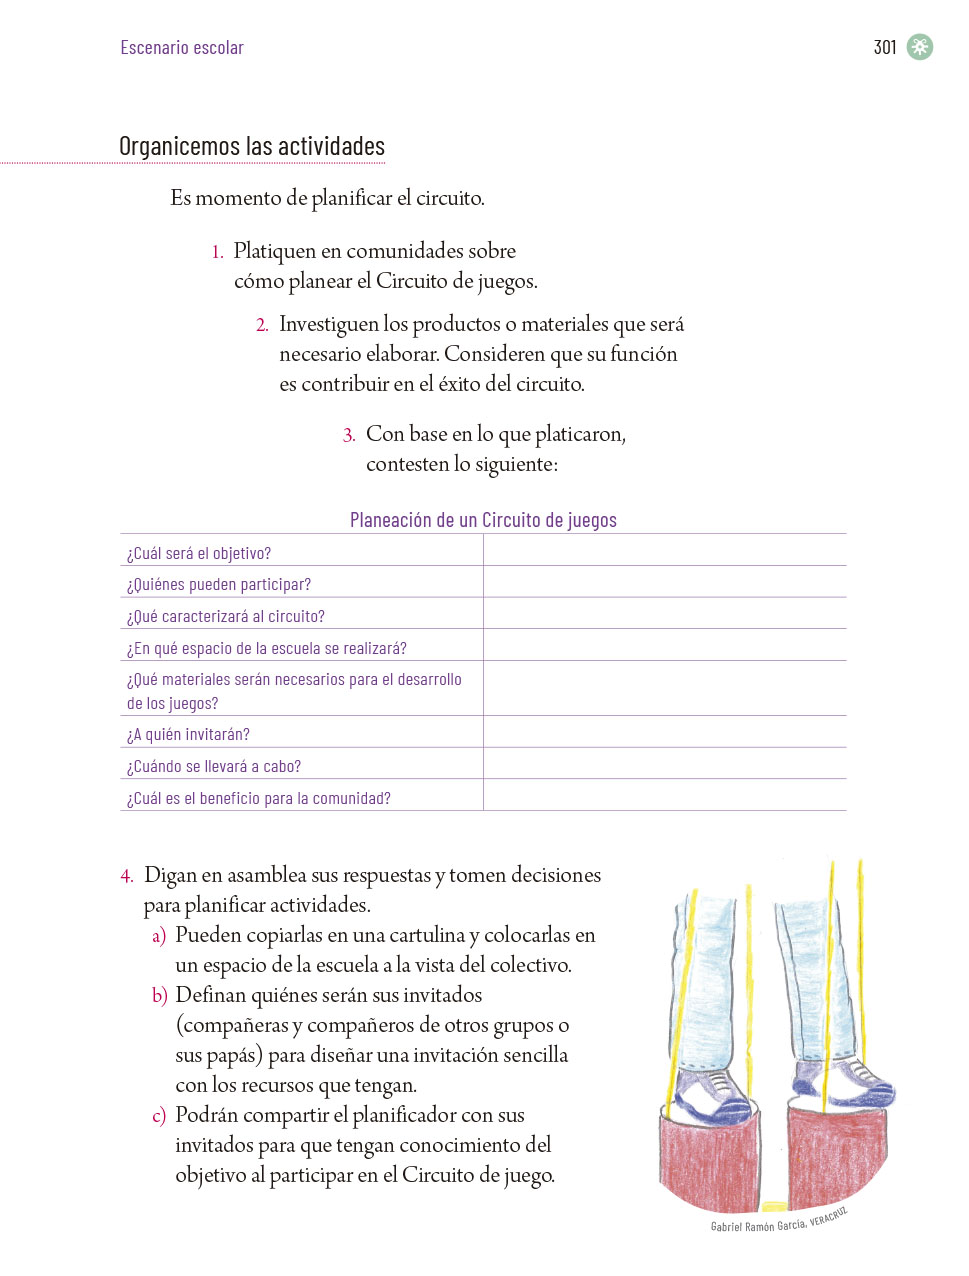 Escenario escolar
301
Organicemos las actividades
Es momento de planificar el circuito.
1. Platiquen en comunidades sobre
cómo planear el Circuito de juegos.
2. Investiguen los productos o materiales que será
necesario elaborar. Consideren que su función
es contribuir en el éxito del circuito.
3. Con base en lo que platicaron,
contesten lo siguiente:
Planeación de un Circuito de juegos
¿Cuál será el objetivo?
¿Quiénes pueden participar?
¿Qué caracterizará al circuito?
¿En qué espacio de la escuela se realizará?
¿Qué materiales serán necesarios para el desarrollo
de los juegos?
¿A quién invitarán?
¿Cuándo se llevará a cabo?
¿Cuál es el beneficio para la comunidad?
4. Digan en asamblea sus respuestas y tomen decisiones
para planificar actividades.
a) Pueden copiarlas en una cartulina y colocarlas en
un espacio de la escuela a la vista del colectivo.
b) Definan quiénes serán sus invitados
(compañeras y compañeros de otros grupos o
sus papás) para diseñar una invitación sencilla
con los recursos que tengan.
c) Podrán compartir el planificador con sus
invitados para que tengan conocimiento del
objetivo al participar en el Circuito de juego.
Gabriel Ramón García, VERACRUZ